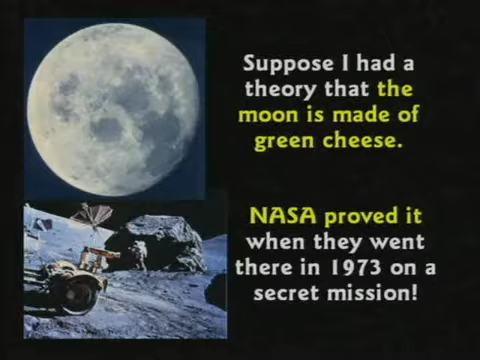 Suppose I had a
theory that the
moon is made of
green cheese.
NASA proved it
when they went
there in 1973 on a
secret mission!